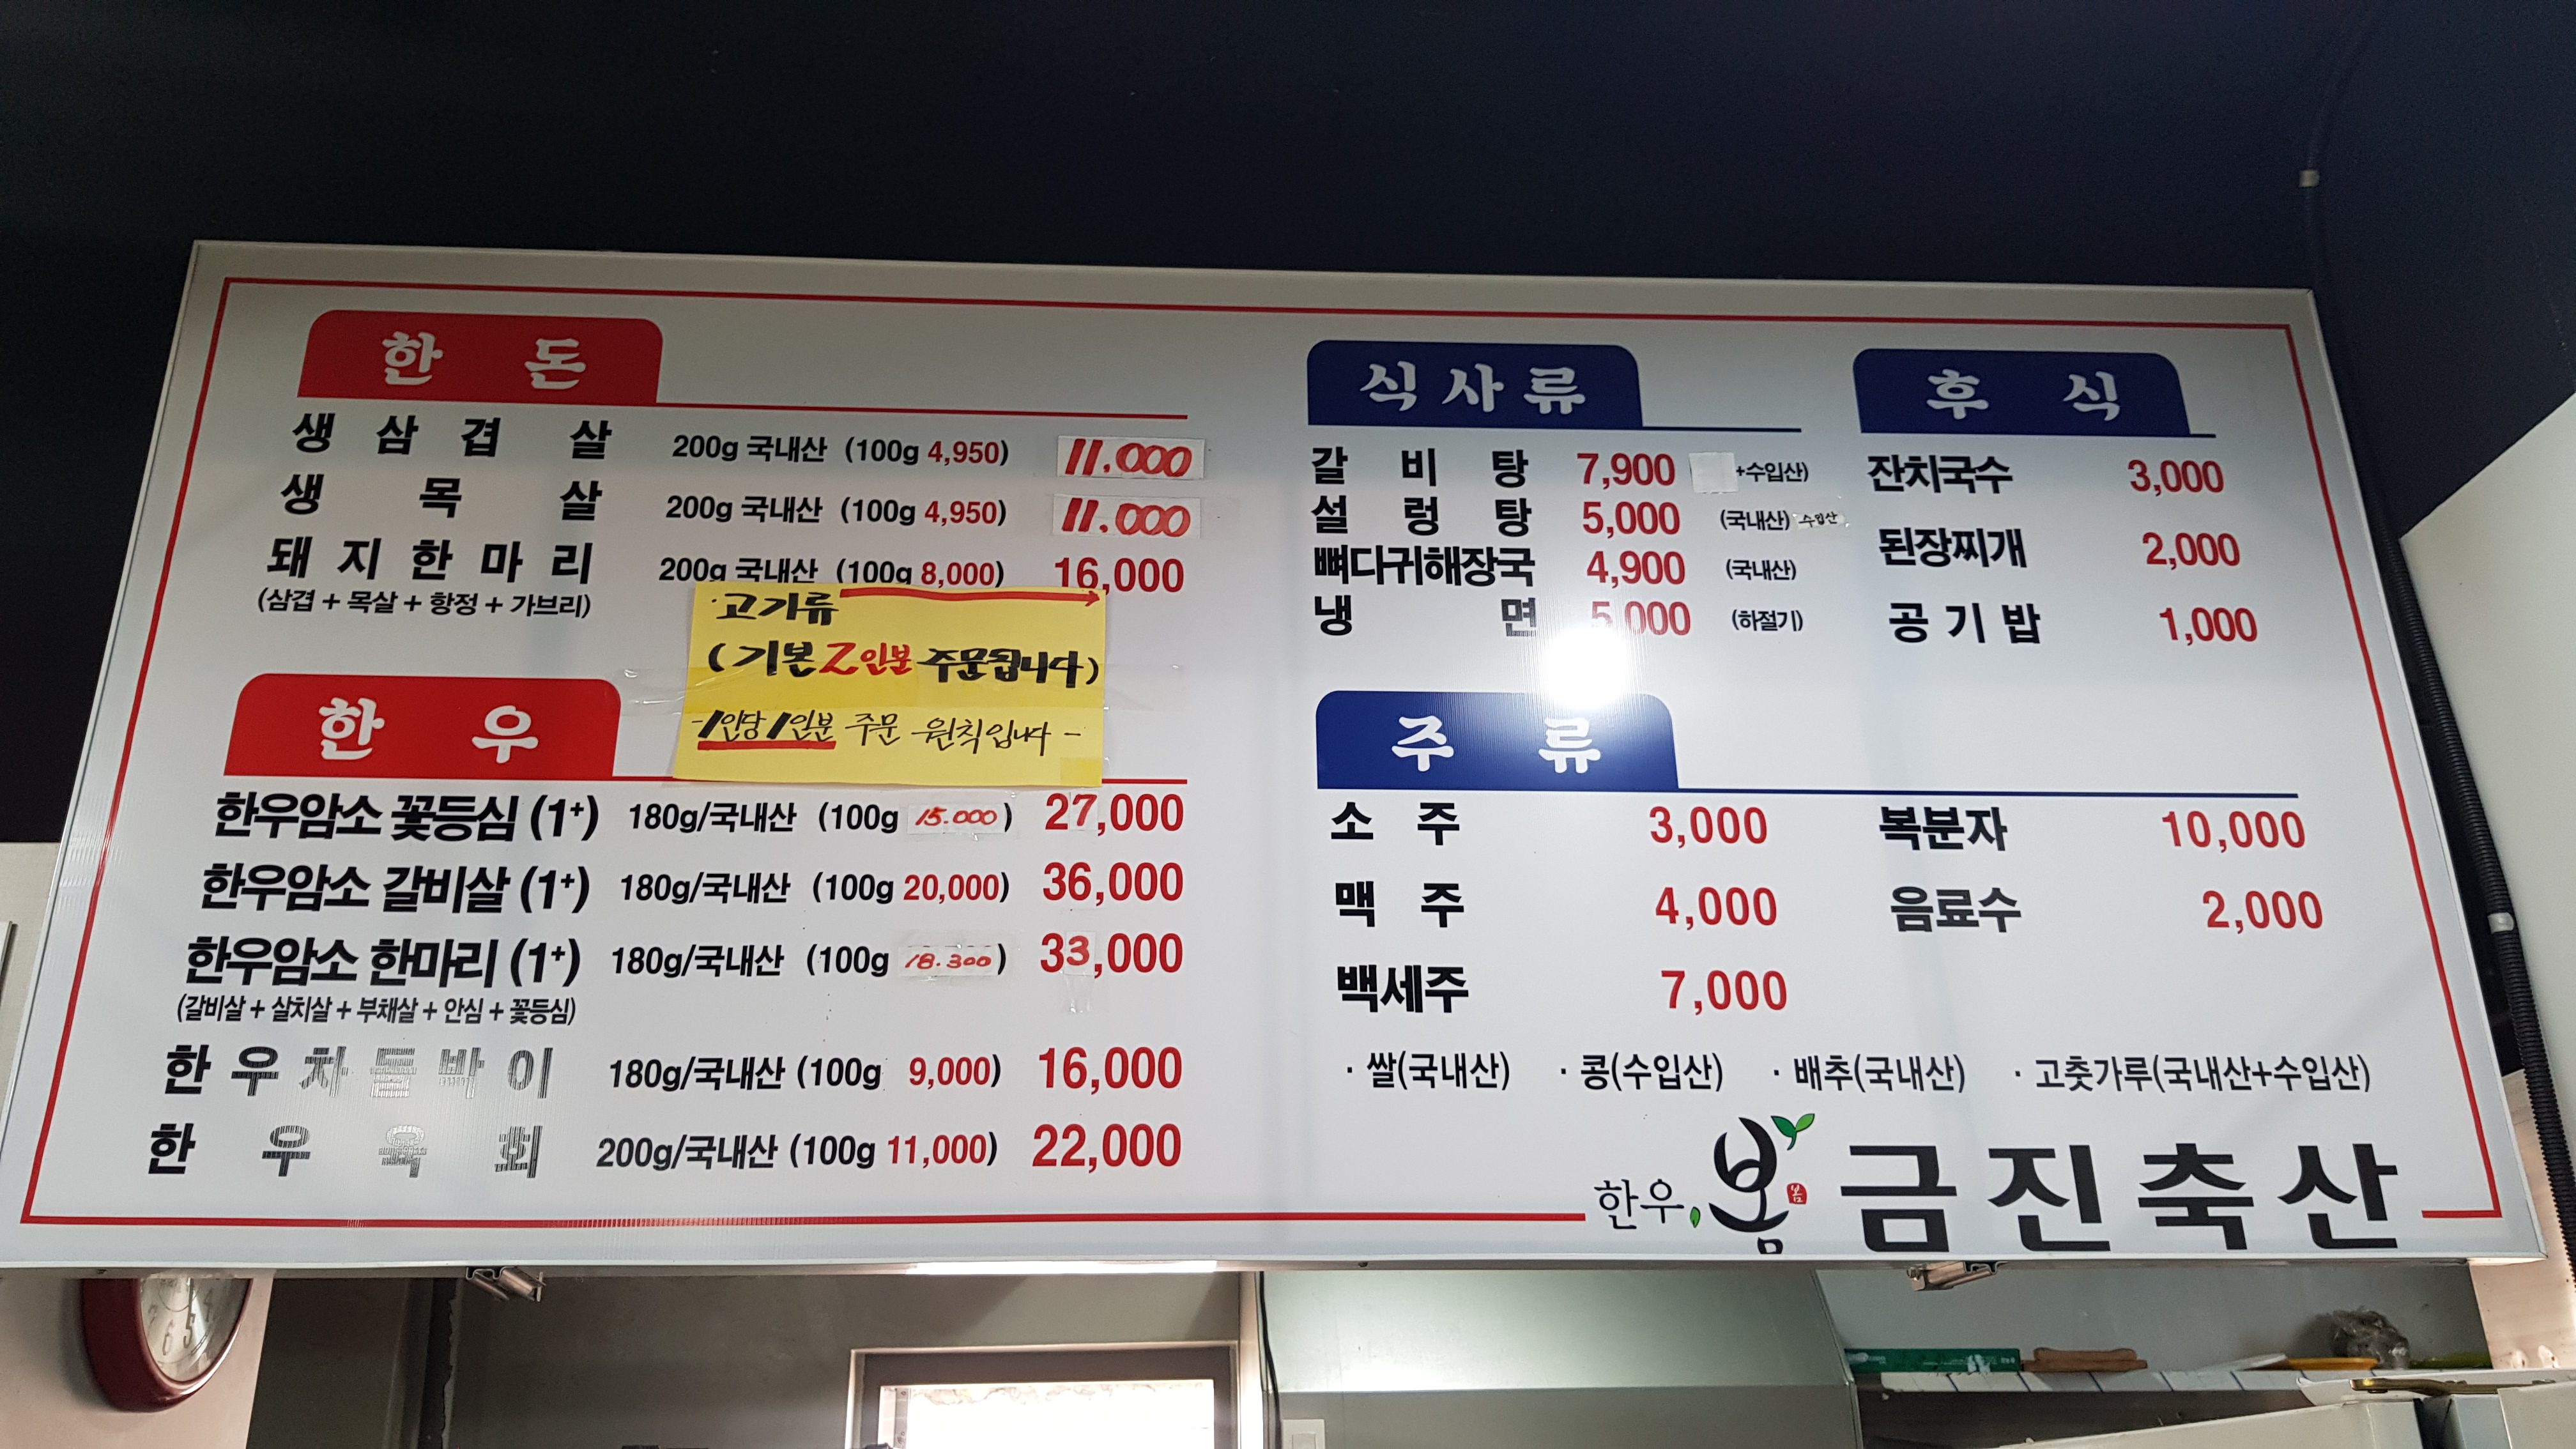 한 돈
생 삼 겹 살 200g 국내산 (100g 4,950) 11.000
생 목 살 200g 국내산 (100g 4,950) 11.000
돼 지 한 마 리 200g 국내산 (100g 8,000) 16,000
(삼겹 + 목살 + 항정 + 가브리)
·고기류
(기본 2인분 주문됩니다)
-1인당 1인분 주문 원칙입니다-
한 우
한우암소 꽃등심 (1+) 180g/국내산 (100g 15.000) 27,000
한우암소 갈비살 (1+) 180g/국내산 (100g 20,000) 36,000
한우암소 한마리 (1+) 180g/국내산 (100g 18.300) 33,000
(갈비살 + 살치살 + 부채살 + 안심 + 꽃등심)
한 우 차 돌 박 이 180g/국내산 (100g 9,000) 16,000
한 우 육 회 200g/국내산 (100g 11,000) 22,000
식 사 류
갈 비 탕 7,900 +수입산)
설 렁 탕 5,000 (국내산) 수입산
뼈다귀해장국 4,900 (국내산)
냉 면 5,000 (하절기)
후 식
잔치국수 3,000
된장찌개 2,000
공 기 밥 1,000
주 류
소 주 3,000 복분자 10,000
맥 주 4,000 음료수 2,000
백세주 7,000
· 쌀(국내산) · 콩(수입산) · 배추(국내산) · 고춧가루(국내산+수입산)
한우 봄 금진축산